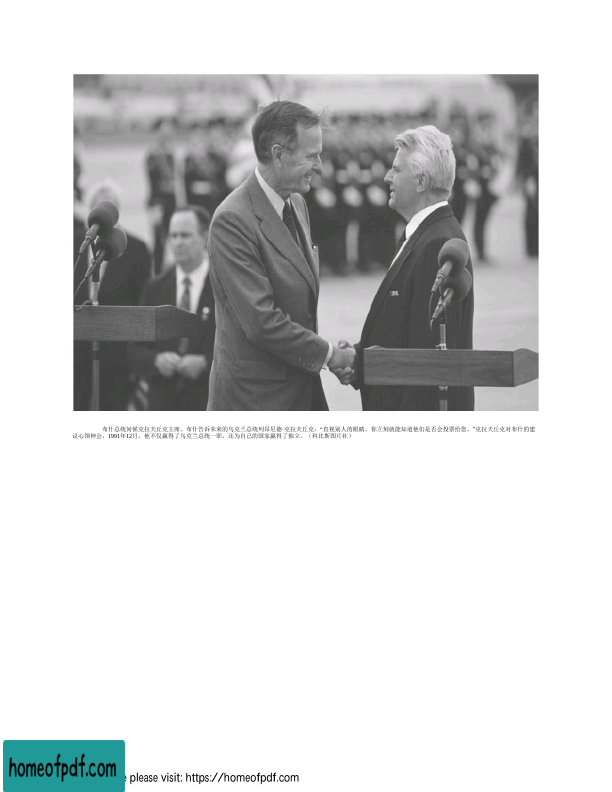 布什总统问候克拉夫丘克主席。布什告诉未来的乌克兰总统列昂尼德·克拉夫丘克：“直视别人的眼睛，你立刻就能知道他们是否会投票给您。”克拉夫丘克对布什的建
议心领神会。1991年12月，他不仅赢得了乌克兰总统一职，还为自己的国家赢得了独立。（科比斯图片社）
homeofpdf.com
e please visit: https://homeofpdf.com